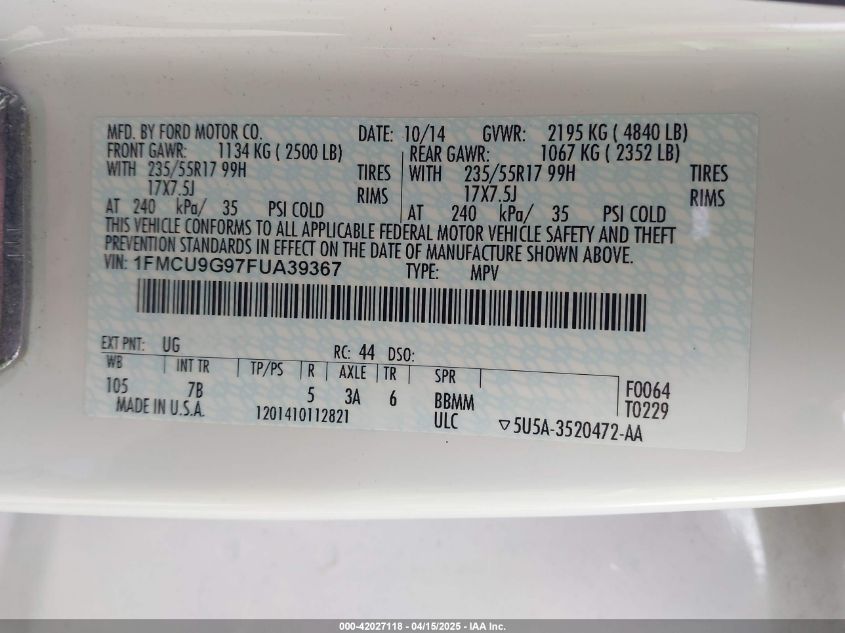 MFD. BY FORD MOTOR CO. DATE: 10/14 GVWR: 2195 KG ( 4840 LB)
FRONT GAWR: 1134 KG ( 2500 LB) REAR GAWR: 1067 KG ( 2352 LB)
WITH 235/55R17 99H TIRES WITH 235/55R17 99H TIRES
17X7.5J RIMS 17X7.5J RIMS
AT 240 kPa/ 35 PSI COLD AT 240 kPa/ 35 PSI COLD
THIS VEHICLE CONFORMS TO ALL APPLICABLE FEDERAL MOTOR VEHICLE SAFETY AND THEFT
PREVENTION STANDARDS IN EFFECT ON THE DATE OF MANUFACTURE SHOWN ABOVE.
VIN: 1FMCU9G97FUA39367 TYPE: MPV
EXT PNT: UG RC: 44 DSO:
WB INT TR TP/PS R AXLE TR SPR
105 7B 5 3A 6 BBMM F0064
MADE IN U.S.A. 1201410112821 ULC T0229
▽5U5A-3520472-AA
000-42027118 - 04/15/2025 - IAA Inc.